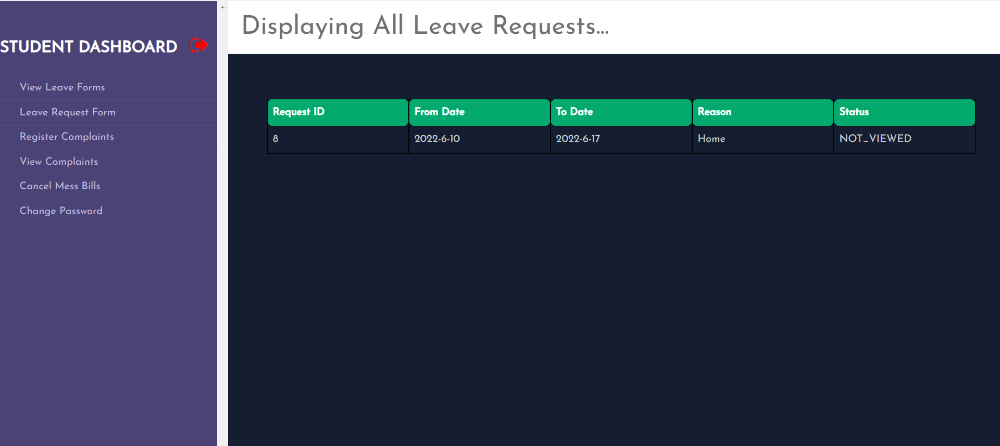 STUDENT DASHBOARD
View Leave Forms
Leave Request Form
Register Complaints
View Complaints
Cancel Mess Bills
Change Password
Displaying All Leave Requests...
Request ID From Date To Date Reason Status
8 2022-6-10 2022-6-17 Home NOT_VIEWED